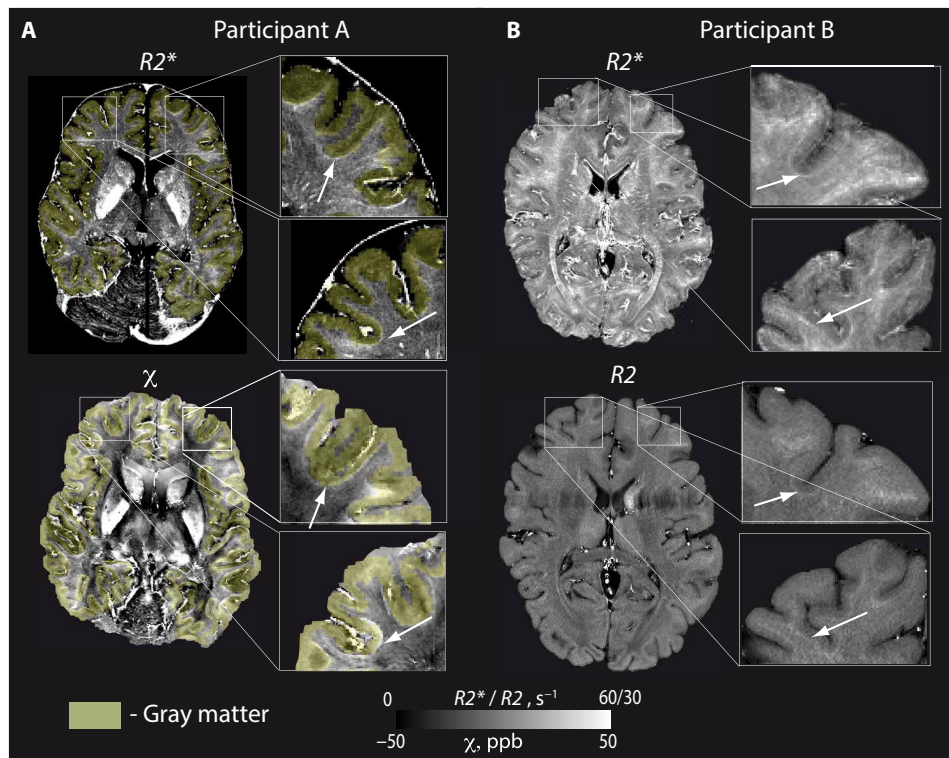 A Participant A
R2*
χ
B Participant B
R2*
R2
- Gray matter
0 R2* / R2 , s⁻¹ 60/30
−50 χ, ppb 50